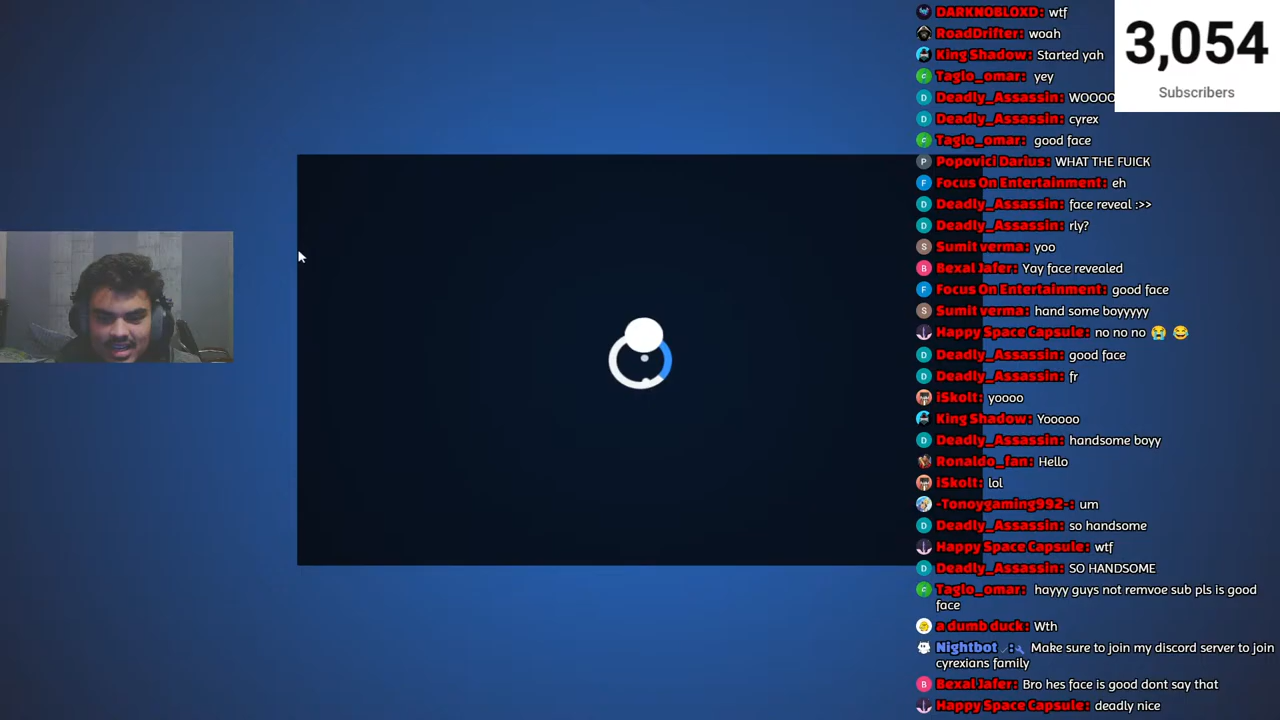 DARKNOBLOXD: wtf
3,054
Subscribers
RoadDrifter: woah
King Shadow: Started yah
Taglo_omar: yey
Deadly_Assassin: WOOOO
Deadly_Assassin: cyrex
Taglo_omar: good face
Popovici Darius: WHAT THE FUICK
Focus On Entertainment: eh
Deadly_Assassin: face reveal :>>
Deadly_Assassin: rly?
Sumit verma: yoo
Bexal Jafer: Yay face revealed
Focus On Entertainment: good face
Sumit verma: hand some boyyyyy
Happy Space Capsule: no no no 😭 😂
Deadly_Assassin: good face
Deadly_Assassin: fr
iSkolt: yoooo
King Shadow: Yooooo
Deadly_Assassin: handsome boyy
Ronaldo_fan: Hello
iSkolt: lol
-Tonoygaming992-: um
Deadly_Assassin: so handsome
Happy Space Capsule: wtf
Deadly_Assassin: SO HANDSOME
Taglo_omar: hayyy guys not remvoe sub pls is good
face
a dumb duck: Wth
Nightbot : Make sure to join my discord server to join
cyrexians family
Bexal Jafer: Bro hes face is good dont say that
Happy Space Capsule: deadly nice